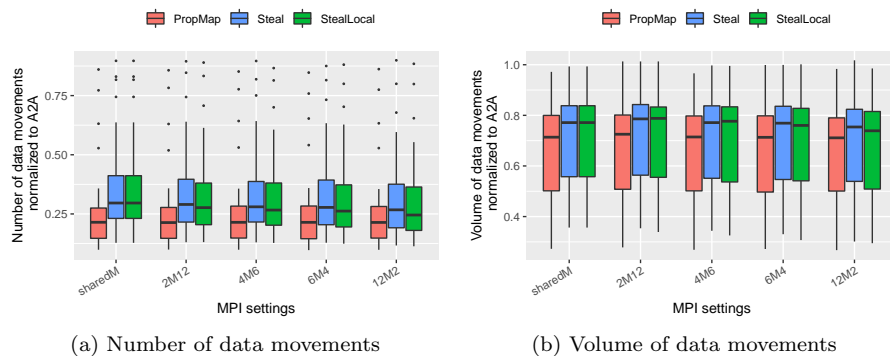 PropMap Steal StealLocal
Number of data movements
normalized to A2A
0.75
0.50
0.25
sharedM
2M12
4M6
6M4
12M2
MPI settings
(a) Number of data movements
PropMap Steal StealLocal
Volume of data movements
normalized to A2A
1.0
0.8
0.6
0.4
sharedM
2M12
4M6
6M4
12M2
MPI settings
(b) Volume of data movements